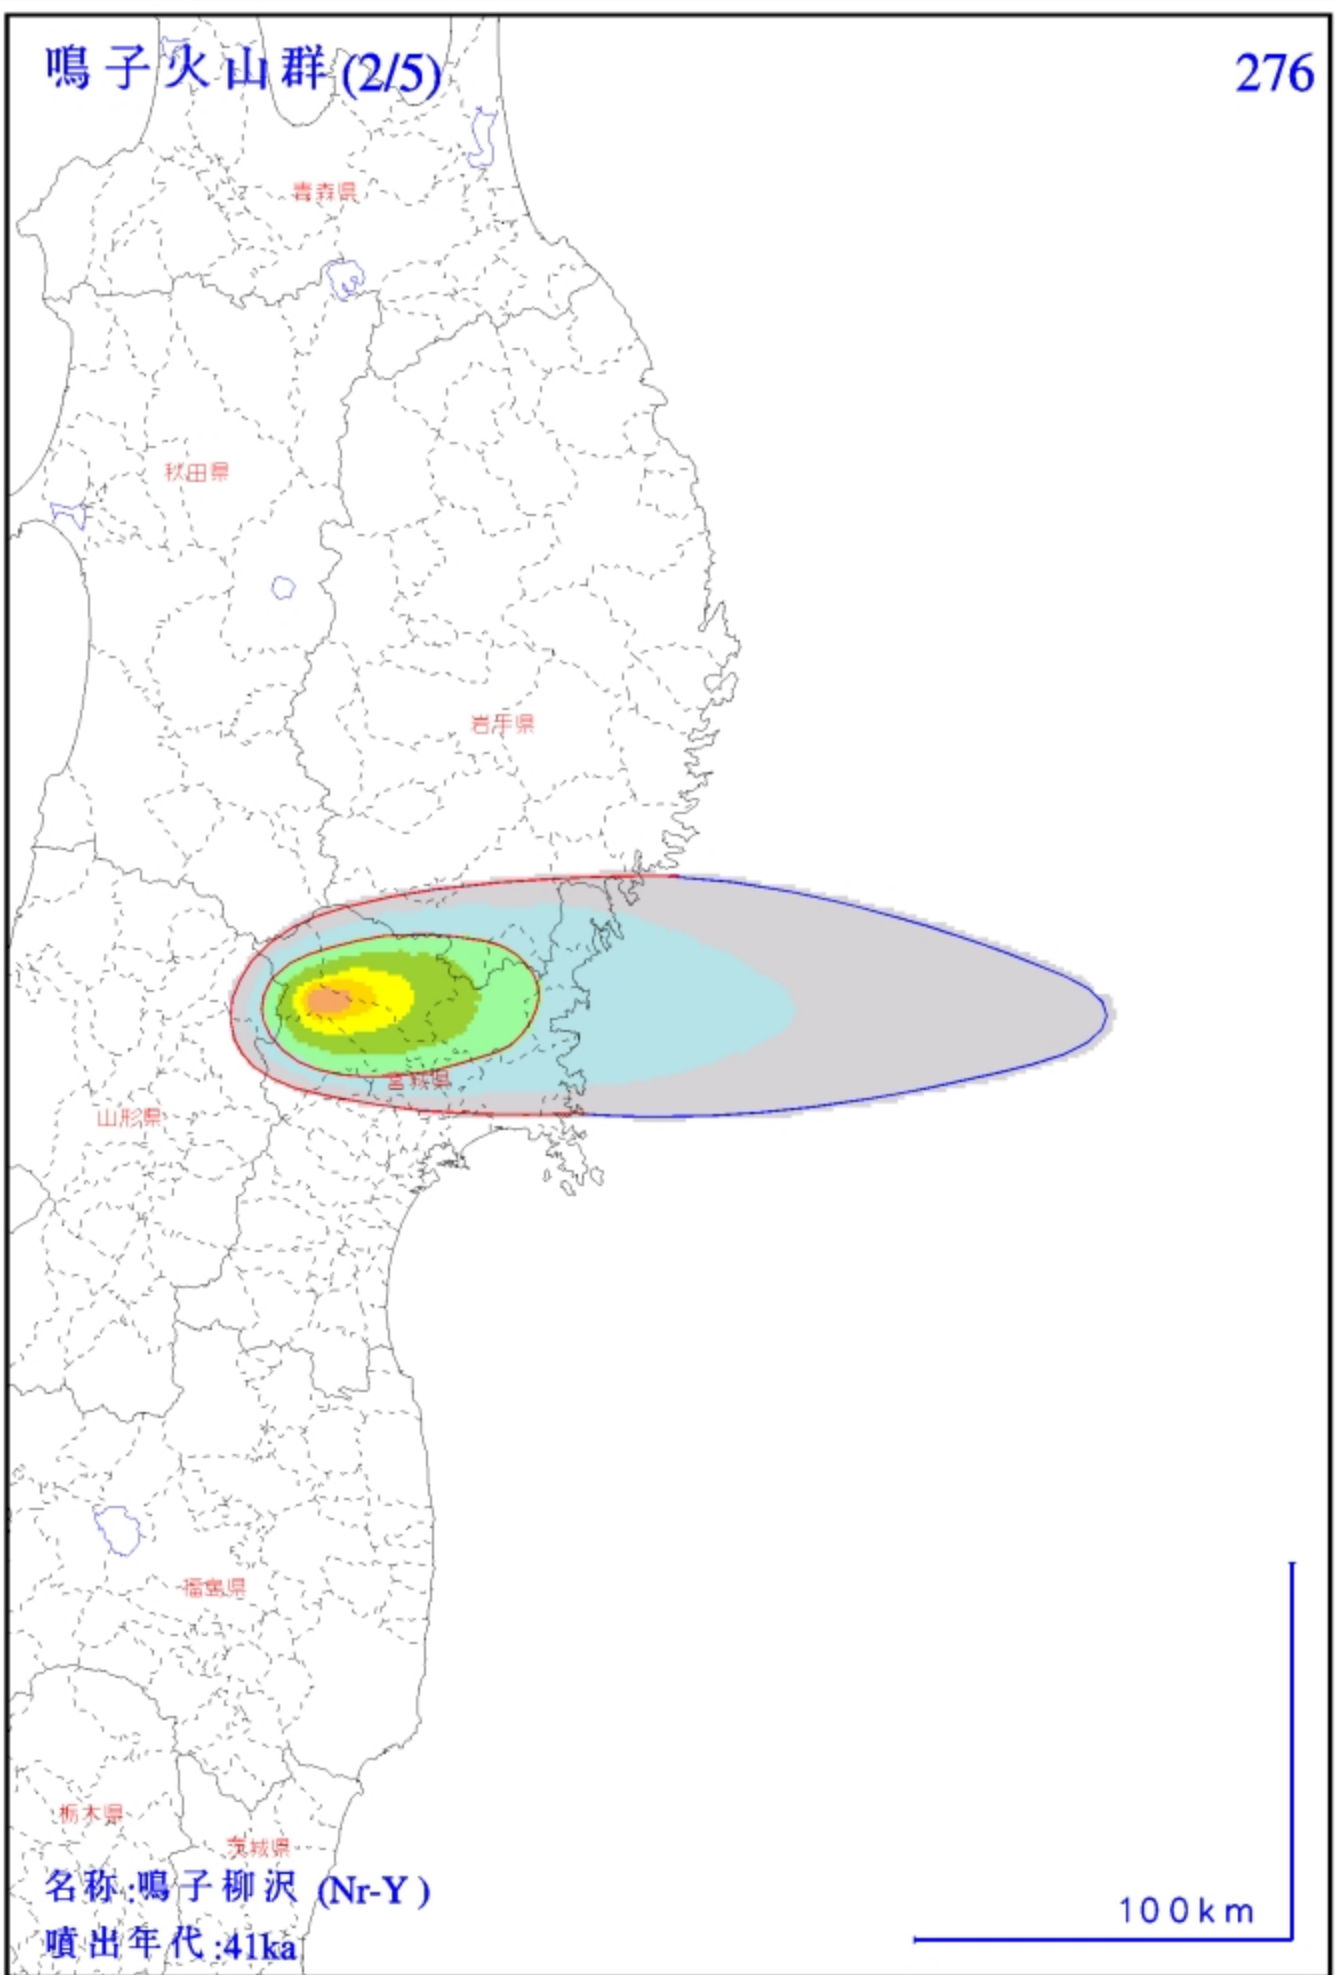 鳴子火山群(2/5)
276
青森県
秋田県
岩手県
宮城県
山形県
福島県
栃木県
茨城県
名称:鳴子柳沢 (Nr-Y )
噴出年代:41ka
100km